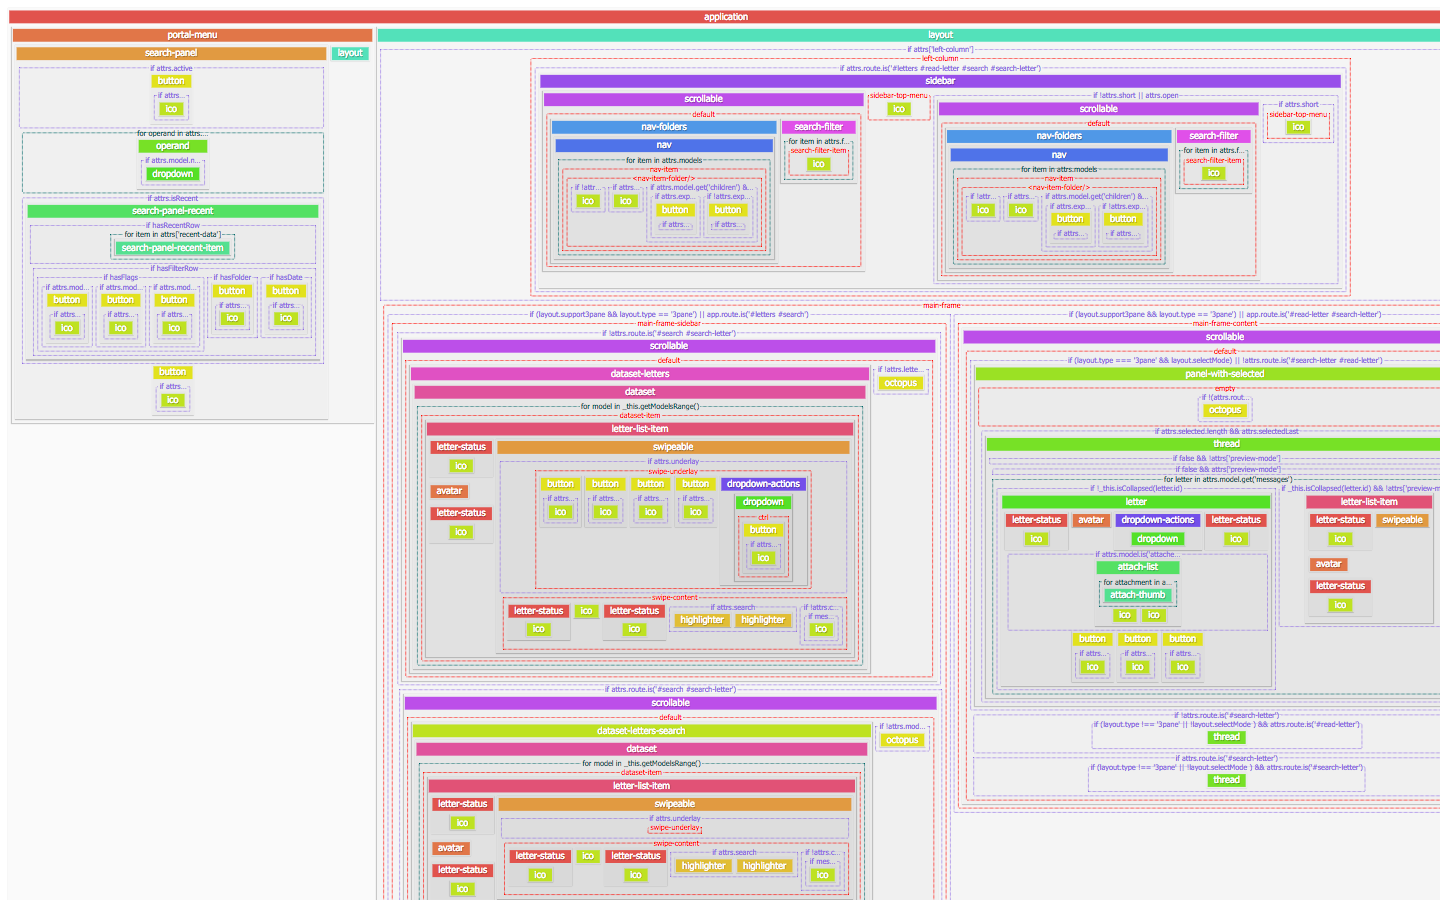 application
portal-menu
search-panel
layout
if attrs.active
button
if attrs...
ico
for operand in attrs....
operand
if attrs.model.n...
dropdown
if attrs.isRecent
search-panel-recent
if hasRecentRow
for item in attrs['recent-data']
search-panel-recent-item
if hasFilterRow
if hasFlags
if hasFolder
if hasDate
if attrs.mod... if attrs.mod... if attrs.mod...
button button button button button
if attrs... if attrs... if attrs... if attrs... if attrs...
ico ico ico ico ico
button
if attrs...
ico
layout
if attrs['left-column']
left-column
if attrs.route.is('#letters #read-letter #search #search-letter')
sidebar
scrollable
default
nav-folders
nav
for item in attrs.models
nav-item
<nav-item-folder/>
if !attr... if attrs... if attrs.model.get('children') &...
ico ico
if attrs.exp... if !attrs.exp...
button button
if attrs... if attrs...
search-filter
for item in attrs.f...
search-filter-item
ico
sidebar-top-menu
ico
if !attrs.short || attrs.open
scrollable
default
nav-folders
nav
for item in attrs.models
nav-item
<nav-item-folder/>
if !attr... if attrs... if attrs.model.get('children') &...
ico ico
if attrs.exp... if !attrs.exp...
button button
if attrs... if attrs...
search-filter
for item in attrs.f...
search-filter-item
ico
if attrs.short
sidebar-top-menu
ico
main-frame
if (layout.support3pane && layout.type == '3pane') || app.route.is('#letters #search')
main-frame-sidebar
if !attrs.route.is('#search #search-letter')
scrollable
default
dataset-letters
if !attrs.lette...
octopus
dataset
for model in _this.getModelsRange()
dataset-item
letter-list-item
letter-status
ico
avatar
letter-status
ico
swipeable
if attrs.underlay
swipe-underlay
button button button button
if attrs... if attrs... if attrs... if attrs...
ico ico ico ico
dropdown-actions
dropdown
ctrl
button
if attrs...
ico
swipe-content
letter-status ico letter-status
ico ico
if attrs.search
highlighter highlighter
if !attrs.c...
if mes...
ico
if attrs.route.is('#search #search-letter')
scrollable
default
dataset-letters-search
if !attrs.mod...
octopus
dataset
for model in _this.getModelsRange()
dataset-item
letter-list-item
letter-status
ico
avatar
letter-status
ico
swipeable
if attrs.underlay
swipe-underlay
swipe-content
letter-status ico letter-status
ico ico
if attrs.search
highlighter highlighter
if !attrs.c...
if mes...
ico
if (layout.support3pane && layout.type == '3pane') || app.route.is('#read-letter #search-letter')
main-frame-content
scrollable
default
if (layout.type === '3pane' && layout.selectMode) || !attrs.route.is('#search-letter #read-letter')
panel-with-selected
empty
if !(attrs.rout...
octopus
if attrs.selected.length && attrs.selectedLast
thread
if false && !attrs['preview-mode']
if false && attrs['preview-mode']
for letter in attrs.model.get('messages')
if !_this.isCollapsed(letter.id)
letter
letter-status avatar dropdown-actions letter-status
ico dropdown ico
if attrs.model.is('attache...
attach-list
for attachment in a...
attach-thumb
ico ico
button button button
if attrs... if attrs... if attrs...
ico ico ico
if _this.isCollapsed(letter.id) && !attrs['preview-m
letter-list-item
letter-status swipeable
ico
avatar
letter-status
ico
if !attrs.route.is('#search-letter')
if (layout.type !== '3pane' || !layout.selectMode ) && attrs.route.is('#read-letter')
thread
if attrs.route.is('#search-letter')
if (layout.type !== '3pane' || !layout.selectMode ) && attrs.route.is('#search-letter')
thread